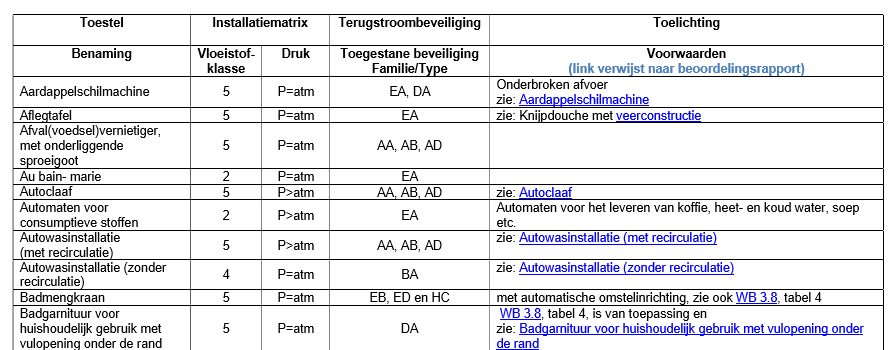 Toestel Installatiematrix Terugstroombeveiliging Toelichting
Benaming Vloeistof-klasse Druk Toegestane beveiliging Familie/Type Voorwaarden (link verwijst naar beoordelingsrapport)
Aardappelschilmachine 5 P=atm EA, DA Onderbroken afvoer
zie: Aardappelschilmachine
Aflegtafel 5 P=atm EA zie: Knijpdouche met veerconstructie
Afval(voedsel)vernietiger,
met onderliggende 5 P=atm AA, AB, AD
sproeigoot
Au bain- marie 2 P=atm EA
Autoclaaf 5 P>atm AA, AB, AD zie: Autoclaaf
Automaten voor
consumptieve stoffen 2 P>atm EA Automaten voor het leveren van koffie, heet- en koud water, soep
etc.
Autowasinstallatie
(met recirculatie) 5 P>atm AA, AB, AD zie: Autowasinstallatie (met recirculatie)
Autowasinstallatie (zonder
recirculatie) 4 P=atm BA zie: Autowasinstallatie (zonder recirculatie)
Badmengkraan 5 P=atm EB, ED en HC met automatische omstelinrichting, zie ook WB 3.8, tabel 4
Badgarnituur voor
huishoudelijk gebruik met
vulopening onder de rand 5 P=atm DA WB 3.8, tabel 4, is van toepassing en
zie: Badgarnituur voor huishoudelijk gebruik met vulopening onder
de rand